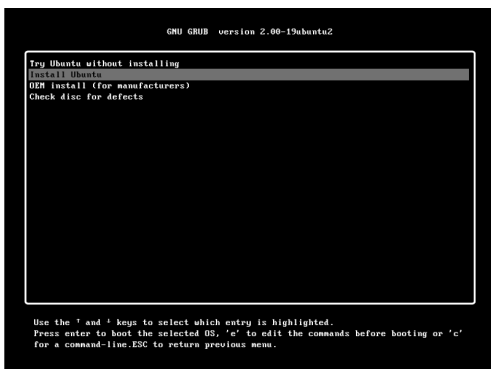 GNU GRUB version 2.00-19ubuntu2
Try Ubuntu without installing
Install Ubuntu
OEM install (for manufacturers)
Check disc for defects
Use the ↑ and ↓ keys to select which entry is highlighted.
Press enter to boot the selected OS, 'e' to edit the commands before booting or 'c'
for a command-line.ESC to return previous menu.